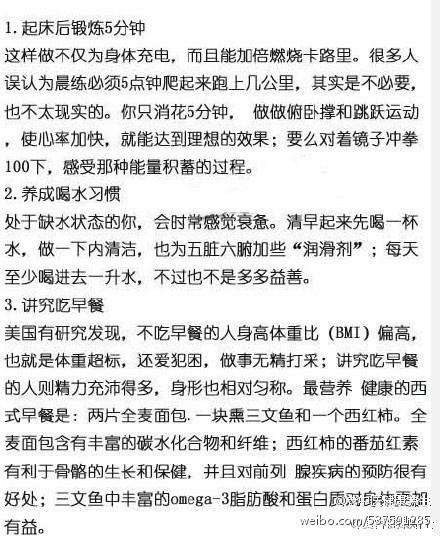 1.起床后锻炼5分钟
这样做不仅为身体充电，而且能加倍燃烧卡路里。很多人
误认为晨练必须5点钟爬起来跑上几公里，其实是不必要，
也不太现实的。你只消花5分钟， 做做俯卧撑和跳跃运动
，使心率加快，就能达到理想的效果；要么对着镜子冲拳
100下，感受那种能量积蓄的过程。
2.养成喝水习惯
处于缺水状态的你，会时常感觉衰惫。清早起来先喝一杯
水，做一下内清洁，也为五脏六腑加些“润滑剂”；每天
至少喝进去一升水，不过也不是多多益善。
3.讲究吃早餐
美国有研究发现，不吃早餐的人身高体重比（BMI）偏高，
也就是体重超标，还爱犯困，做事无精打采；讲究吃早餐
的人则精力充沛得多，身形也相对匀称。最营养 健康的西
式早餐是：两片全麦面包.一块熏三文鱼和一个西红柿。全
麦面包含有丰富的碳水化合物和纤维；西红柿的番茄红素
有利于骨骼的生长和保健，并且对前列 腺疾病的预防很有
好处；三文鱼中丰富的omega-3脂肪酸和蛋白质对身体更
有益。
weibo.com/537591285